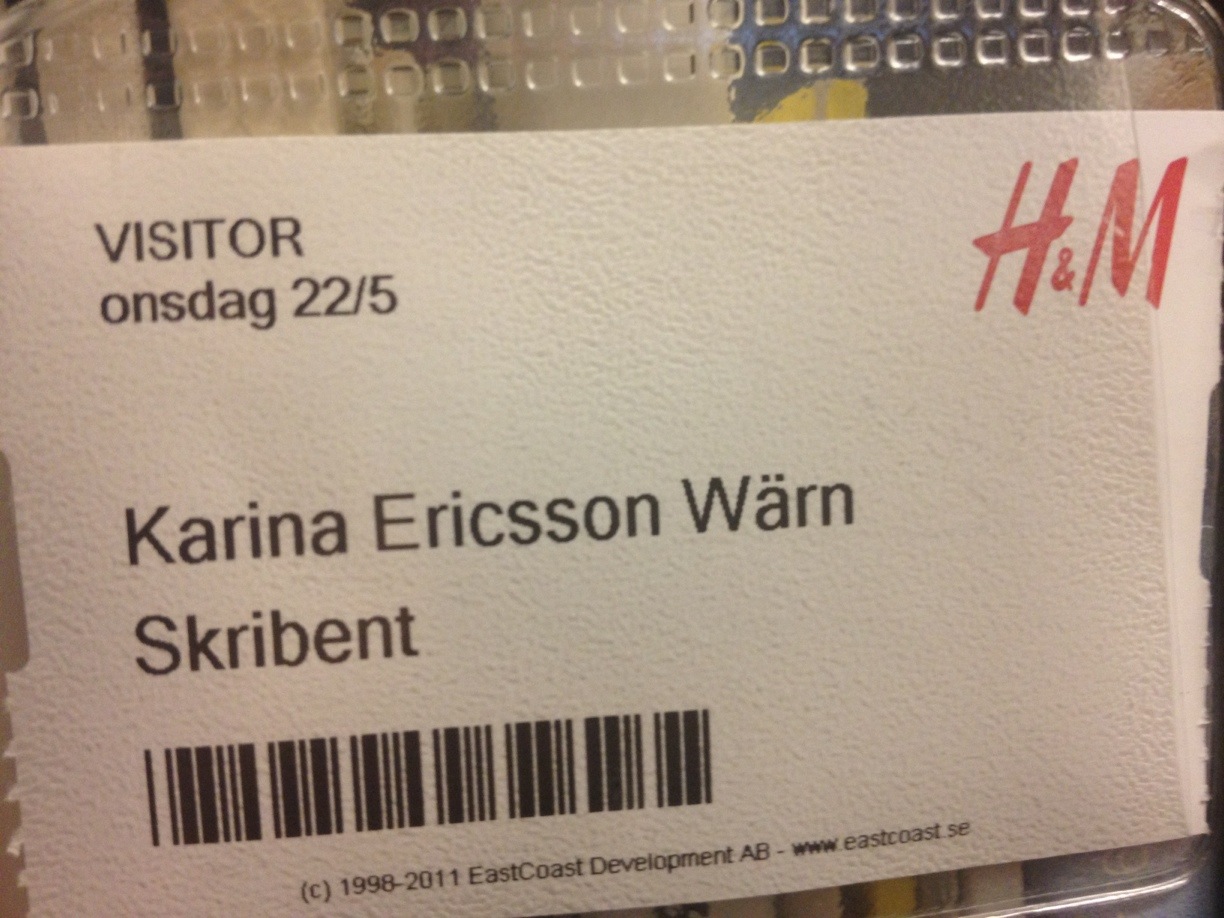 H&M
VISITOR
onsdag 22/5
Karina Ericsson Wärn
Skribent
(c) 1998-2011 EastCoast Development AB - www.eastcoast.se